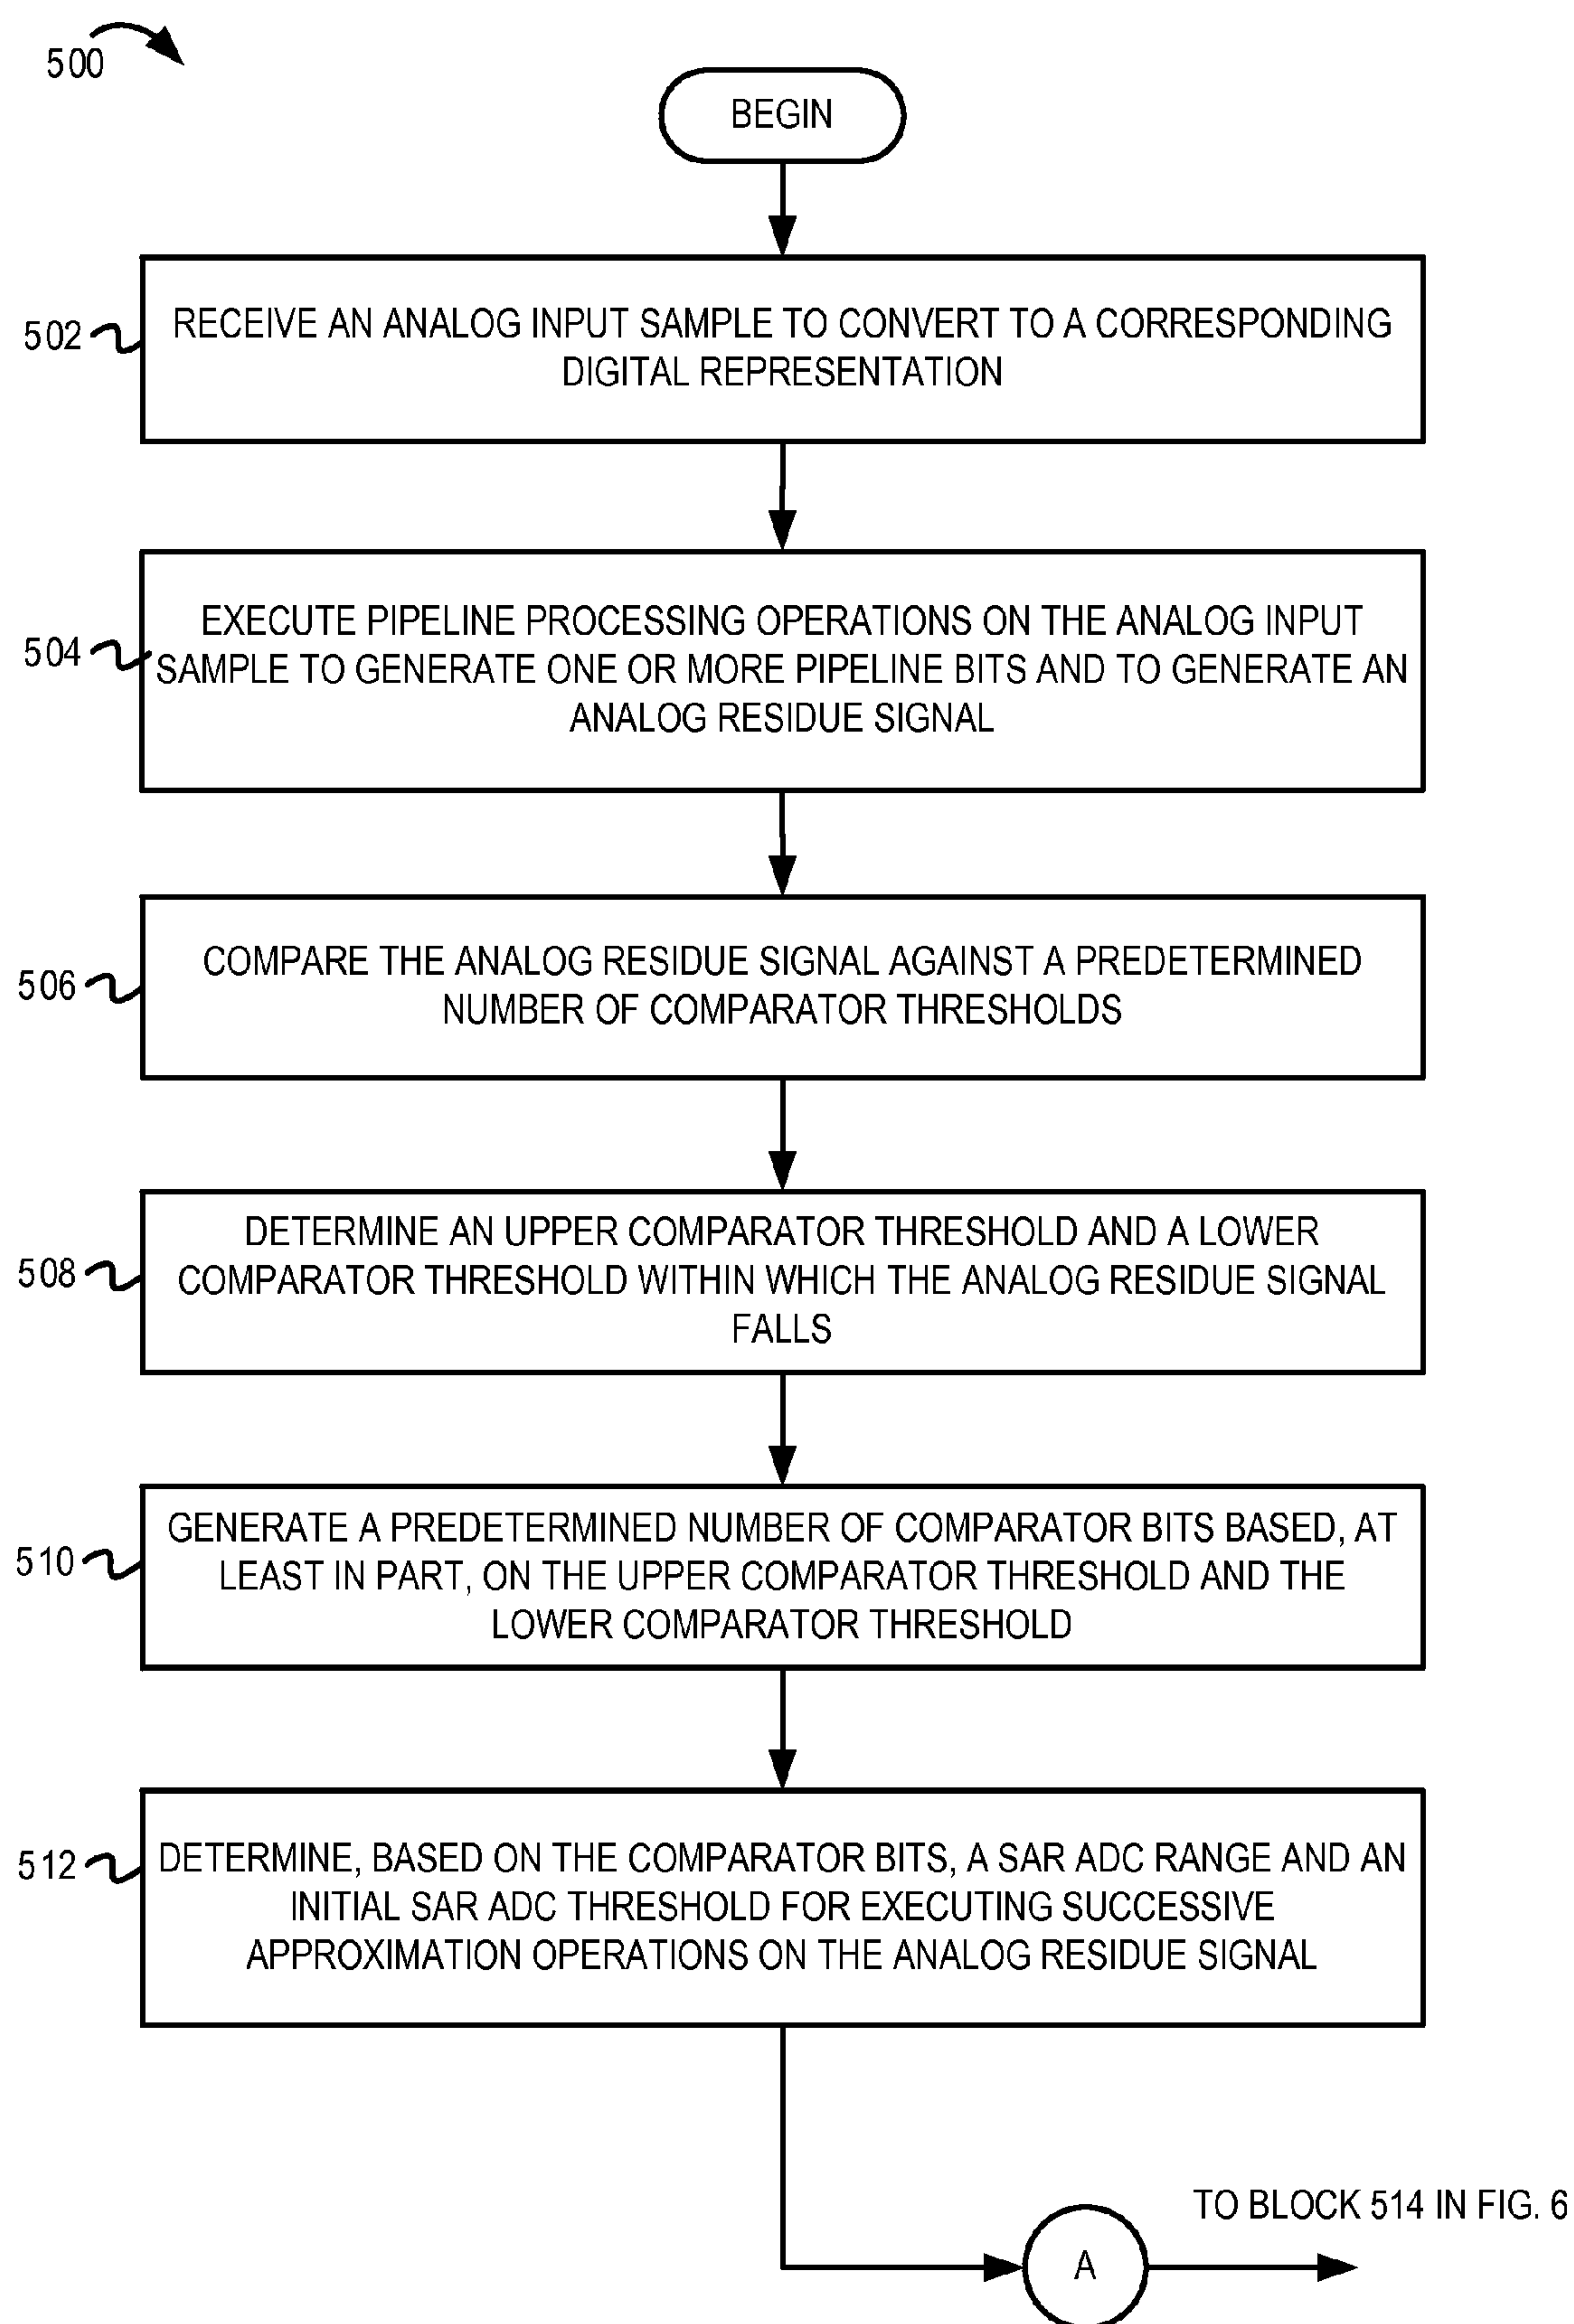 500
BEGIN
502
RECEIVE AN ANALOG INPUT SAMPLE TO CONVERT TO A CORRESPONDING
DIGITAL REPRESENTATION
504
EXECUTE PIPELINE PROCESSING OPERATIONS ON THE ANALOG INPUT
SAMPLE TO GENERATE ONE OR MORE PIPELINE BITS AND TO GENERATE AN
ANALOG RESIDUE SIGNAL
506
COMPARE THE ANALOG RESIDUE SIGNAL AGAINST A PREDETERMINED
NUMBER OF COMPARATOR THRESHOLDS
508
DETERMINE AN UPPER COMPARATOR THRESHOLD AND A LOWER
COMPARATOR THRESHOLD WITHIN WHICH THE ANALOG RESIDUE SIGNAL
FALLS
510
GENERATE A PREDETERMINED NUMBER OF COMPARATOR BITS BASED, AT
LEAST IN PART, ON THE UPPER COMPARATOR THRESHOLD AND THE
LOWER COMPARATOR THRESHOLD
512
DETERMINE, BASED ON THE COMPARATOR BITS, A SAR ADC RANGE AND AN
INITIAL SAR ADC THRESHOLD FOR EXECUTING SUCCESSIVE
APPROXIMATION OPERATIONS ON THE ANALOG RESIDUE SIGNAL
TO BLOCK 514 IN FIG. 6
A